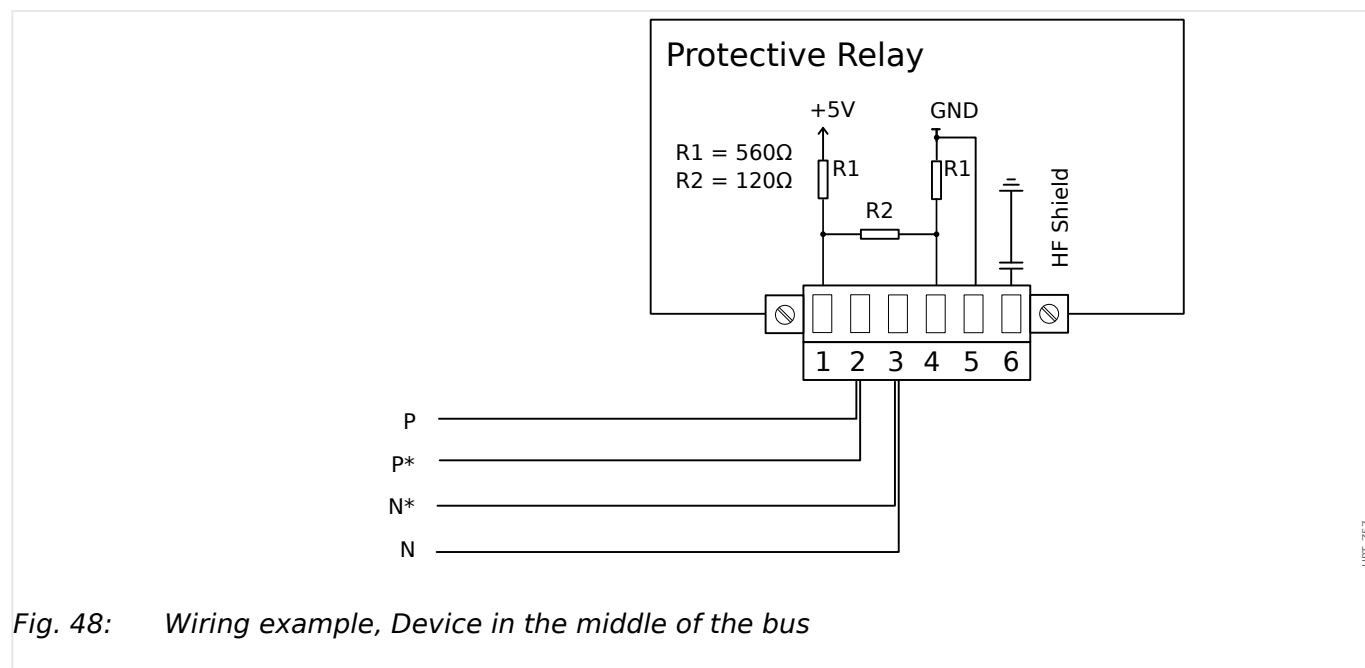 Protective Relay
+5V
GND
R1 = 560Ω
R2 = 120Ω
R1
R1
R2
HF Shield
1 2 3 4 5 6
P
P*
N*
N
Fig. 48: Wiring example, Device in the middle of the bus